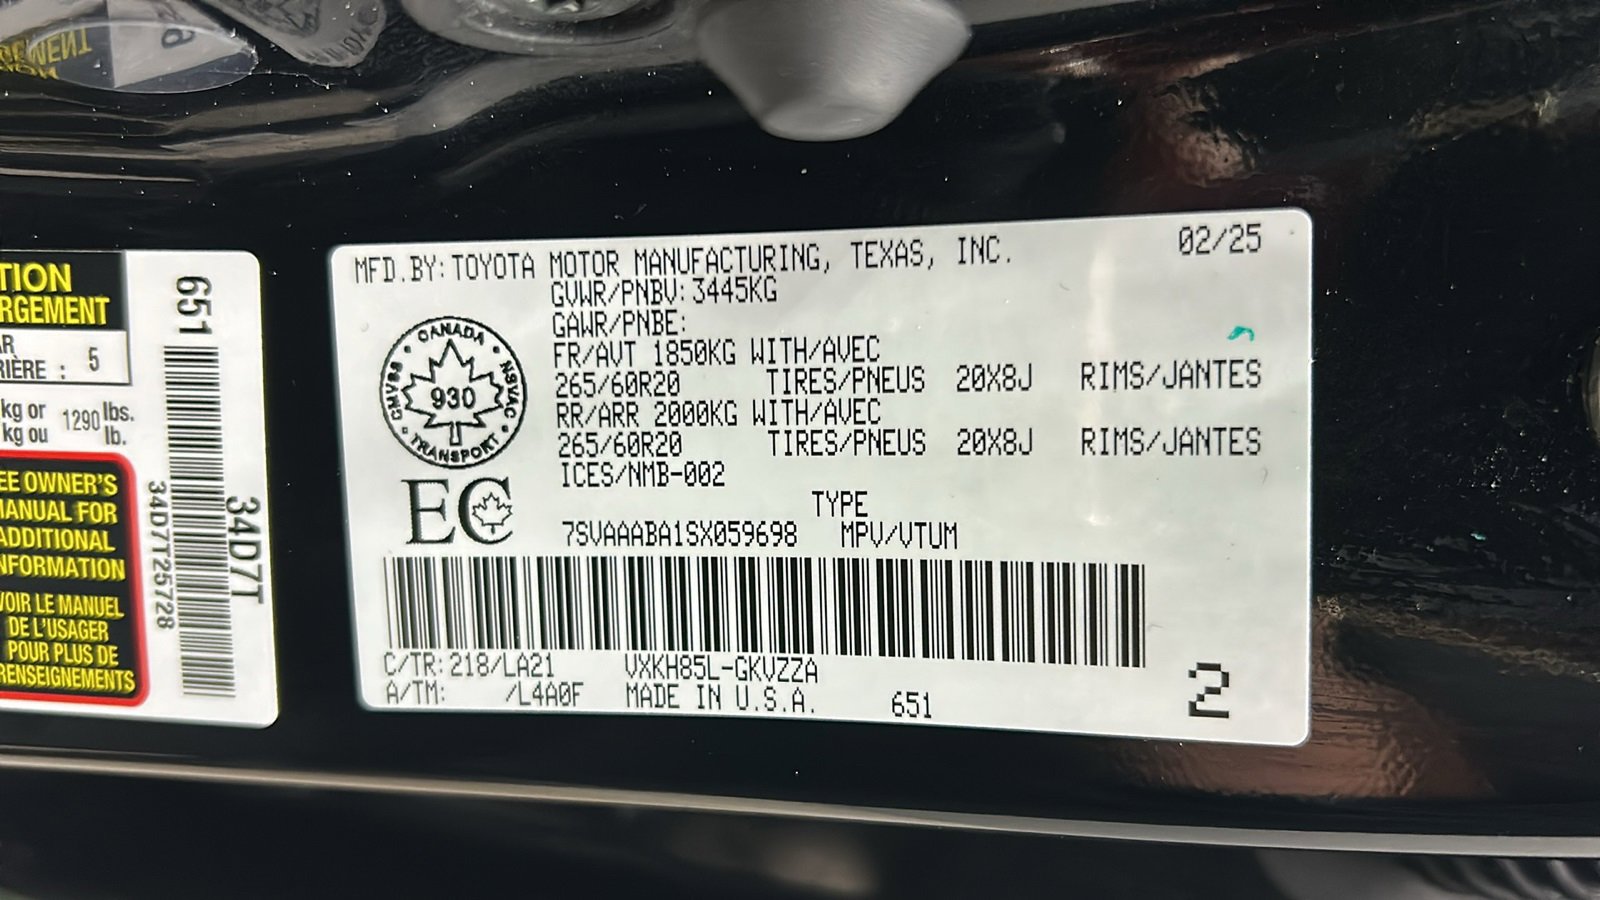 TION
RGEMENT
AR
RIÈRE : 5
kg or 1290 lbs.
kg ou lb.
EE OWNER'S
MANUAL FOR
ADDITIONAL
NFORMATION
VOIR LE MANUEL
DE L'USAGER
POUR PLUS DE
RENSEIGNEMENTS
651
34D7T25728
34D7T
MFD.BY:TOYOTA MOTOR MANUFACTURING, TEXAS, INC. 02/25
GVWR/PNBV:3445KG
GAWR/PNBE:
FR/AVT 1850KG WITH/AVEC
265/60R20 TIRES/PNEUS 20X8J RIMS/JANTES
RR/ARR 2000KG WITH/AVEC
265/60R20 TIRES/PNEUS 20X8J RIMS/JANTES
ICES/NMB-002
CANADA
CMVSS 930 NSVAC
TRANSPORT
EC
TYPE
7SVAAABA1SX059698 MPV/VTUM
C/TR:218/LA21 VXKH85L-GKVZZA
A/TM: /L4A0F MADE IN U.S.A. 651
2